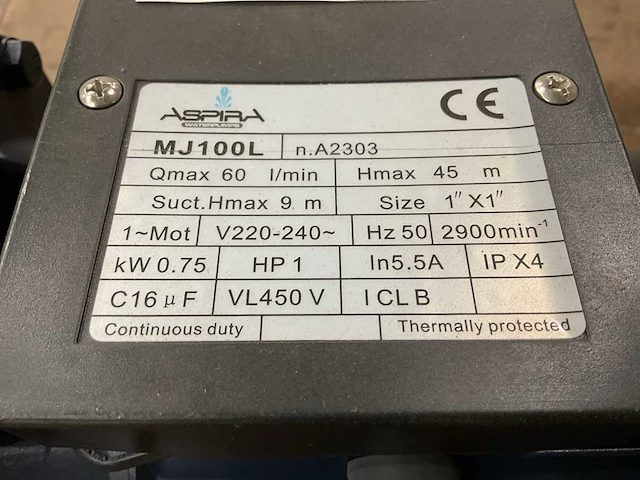 ASPIRA
WATERPUMPS
CE
MJ100L n.A2303
Qmax 60 l/min Hmax 45 m
Suct.Hmax 9 m Size 1"X1"
1~Mot V220-240~ Hz 50 2900min⁻¹
kW 0.75 HP 1 In5.5A IP X4
C16 µF VL450 V I CL B
Continuous duty Thermally protected